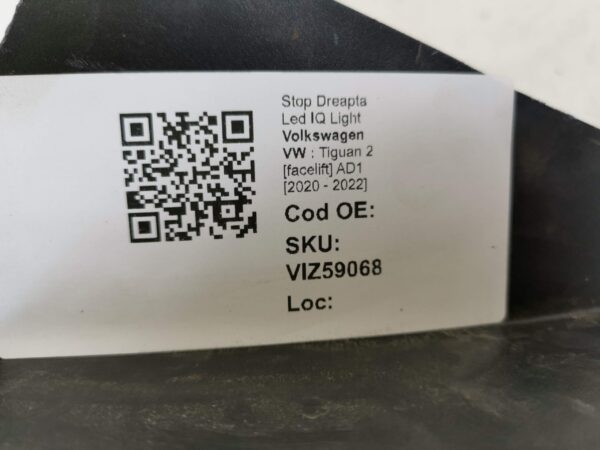 Stop Dreapta
Led IQ Light
Volkswagen
VW : Tiguan 2
[facelift] AD1
[2020 - 2022]
Cod OE:
SKU:
VIZ59068
Loc: